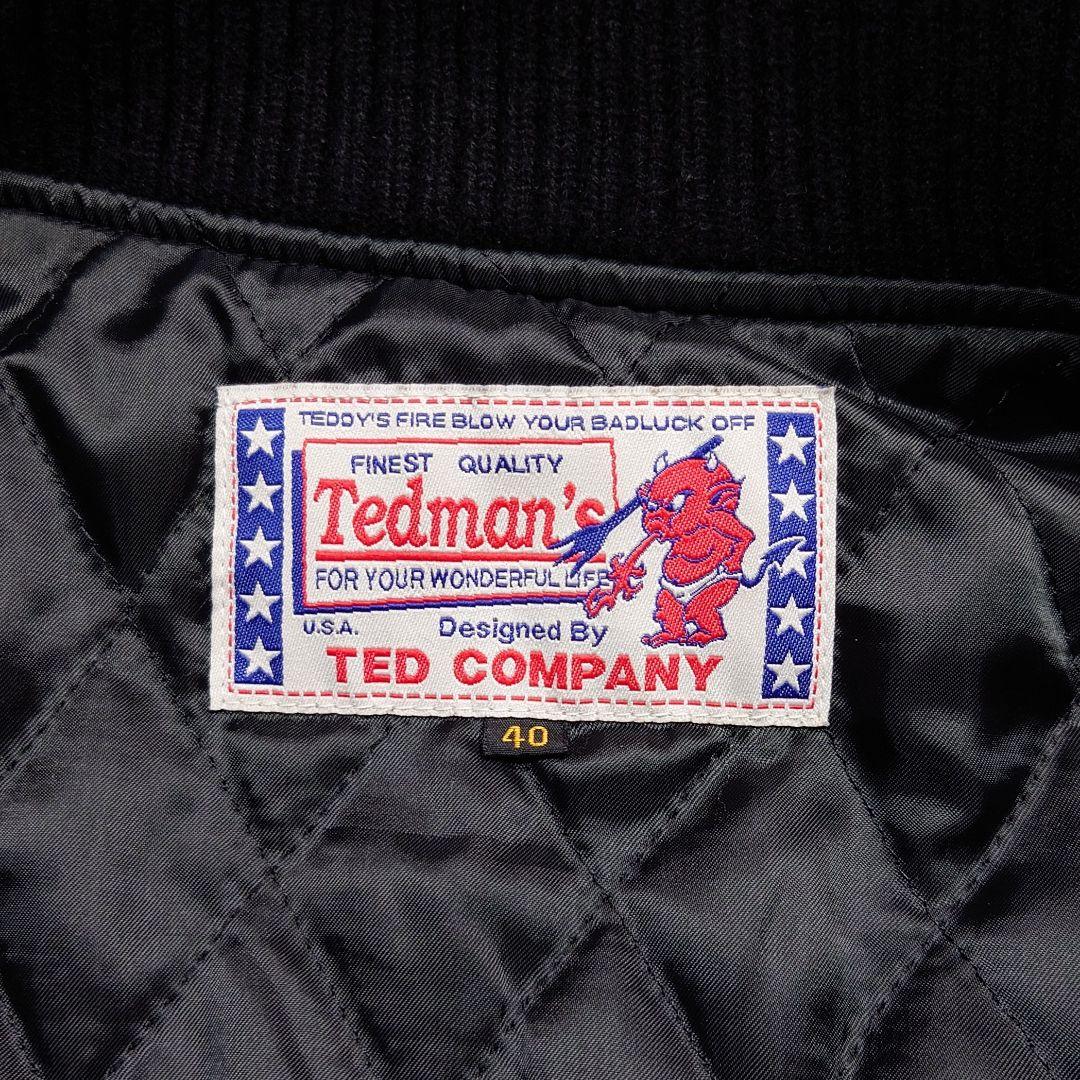 TEDDY'S FIRE BLOW YOUR BADLUCK OFF
FINEST QUALITY
Tedman's
FOR YOUR WONDERFUL LIFE
U.S.A. Designed By
TED COMPANY
40